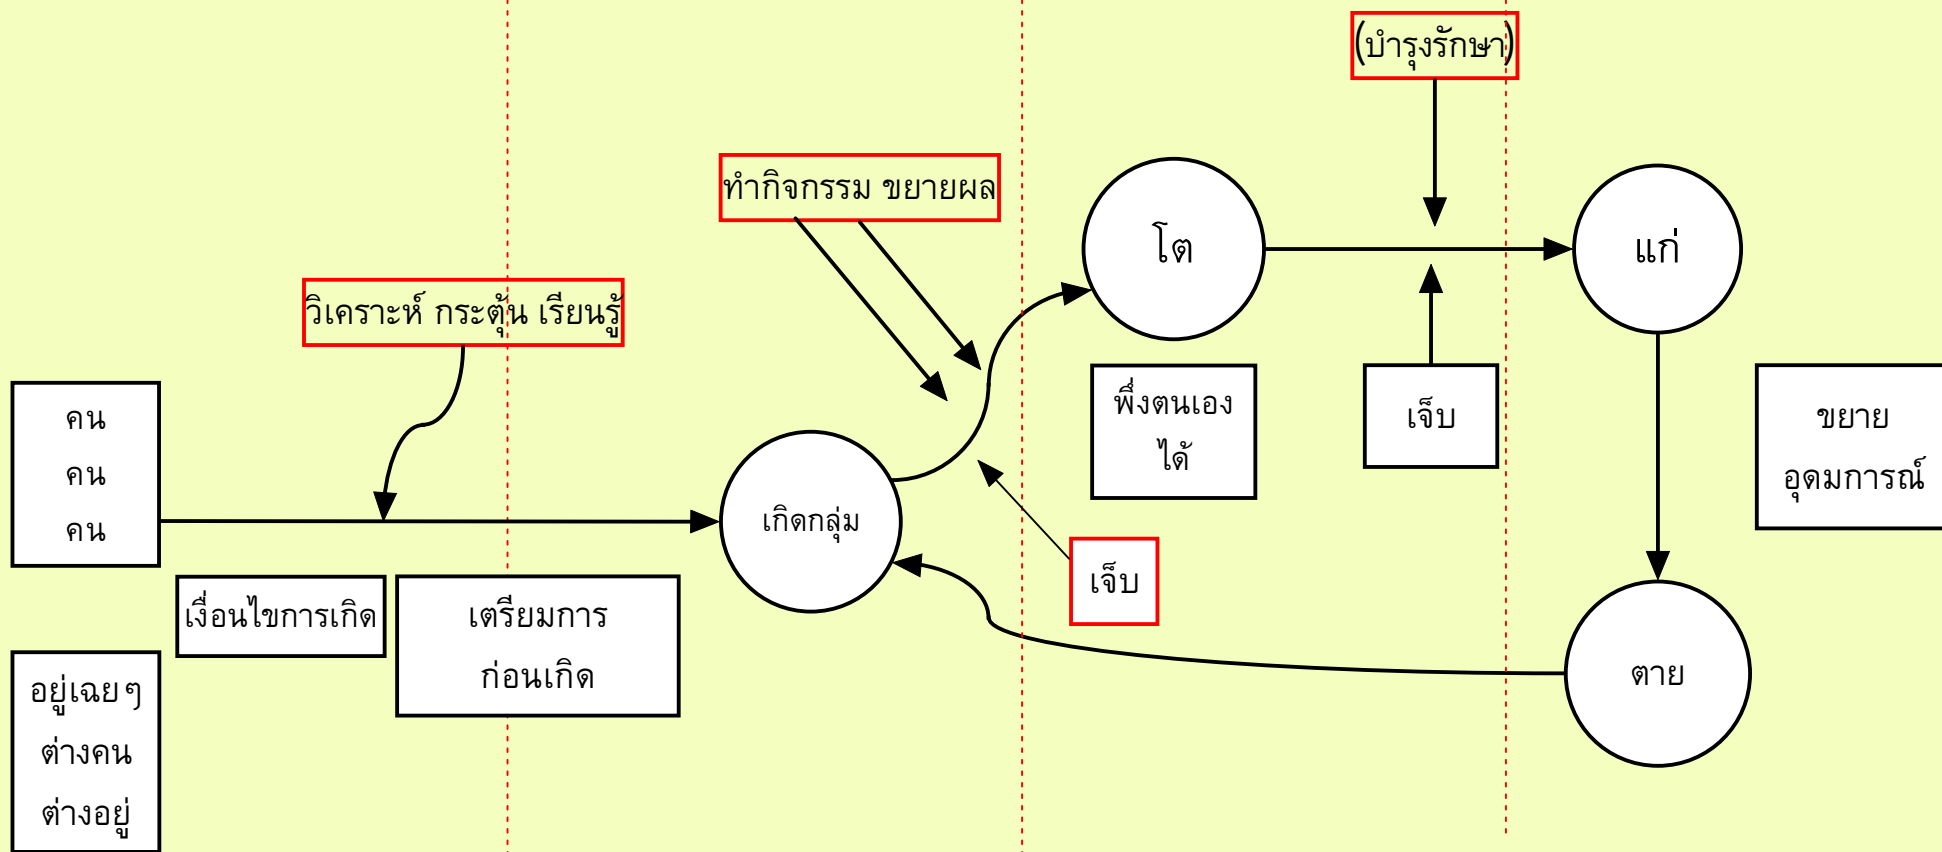 (บำรุงรักษา)
ทำกิจกรรม ขยายผล
โต
แก่
วิเคราะห์ กระตุ้น เรียนรู้
คน
คน
คน
พึ่งตนเอง
ได้
เจ็บ
ขยาย
อุดมการณ์
เกิดกลุ่ม
เจ็บ
เงื่อนไขการเกิด
เตรียมการ
ก่อนเกิด
ตาย
อยู่เฉยๆ
ต่างคน
ต่างอยู่